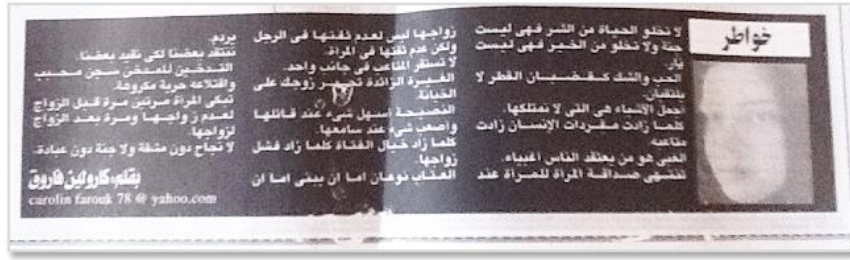 خواطر
لا تخلو الحياة من الشر فهى ليست
جنة ولا تخلو من الخير فهى ليست
نار.
الحب والشك كقضيبان القطر لا
يلتقيان.
أجمل الأشياء هى التى لا نمتلكها.
كلما زادت مفردات الإنسان زادت
متاعبه.
الغبى هو من يعتقد الناس أغبياء.
تنتهى صداقة المرأة للمرأة عند
زواجها ليس لعدم ثقتها فى الرجل
ولكن عدم ثقتها فى المرأة.
لا تستقر المتاعب فى جانب واحد.
الغيرة الزائدة تجبر زوجك على
الخيانة.
النصيحة أسهل شىء عند قائلها
وأصعب شىء عند سامعها.
كلما زاد خيال الفتاة كلما زاد فشل
زواجها.
العتاب نوعان اما ان يبنى اما ان
يردم.
ننتقد بعضنا لكى نقيد بعضنا.
التدخين للمدخن سجن محبب
واقتلاعه حرية مكروهة.
تبكى المرأة مرتين مرة قبل الزواج
لعدم زواجها ومرة بعد الزواج
لزواجها.
لا نجاح دون مشقة ولا جنة دون عبادة.
بقلم: كارولين فاروق
carolin farouk 78 @ yahoo.com